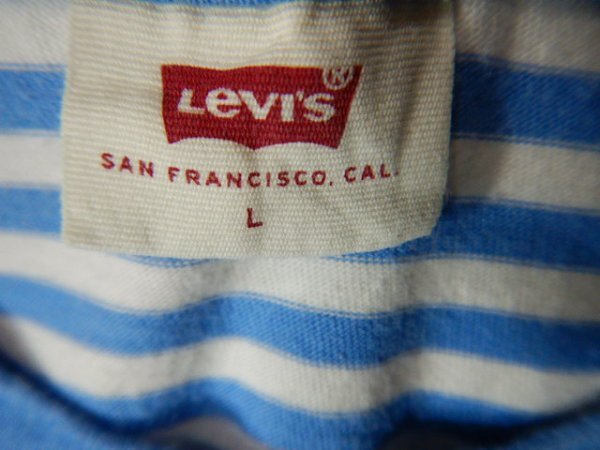 Levi's®
SAN FRANCISCO, CAL.
L